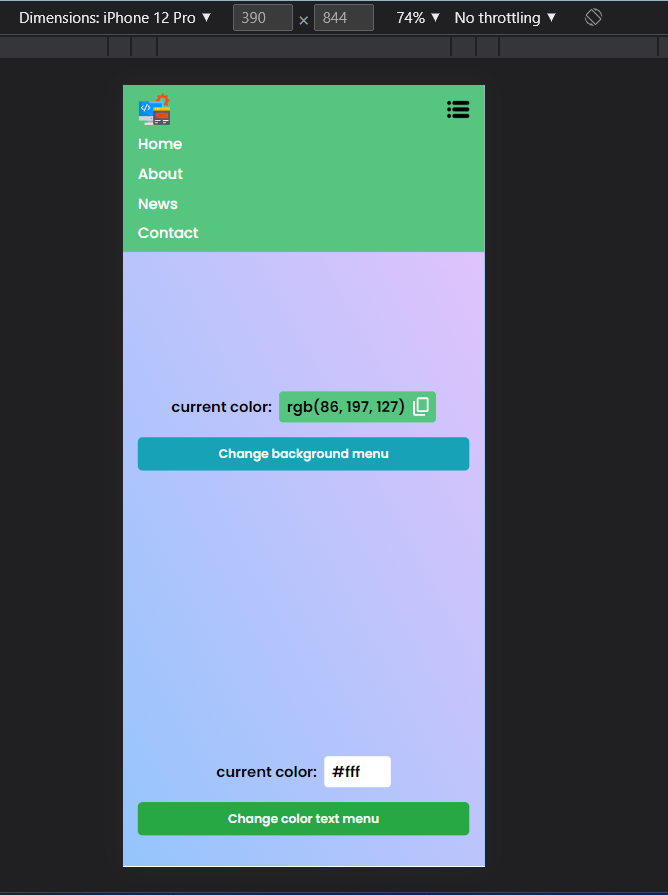 Dimensions: iPhone 12 Pro ▼ 390 × 844 74% ▼ No throttling ▼
</>
Home
About
News
Contact
current color: rgb(86, 197, 127)
Change background menu
current color: #fff
Change color text menu